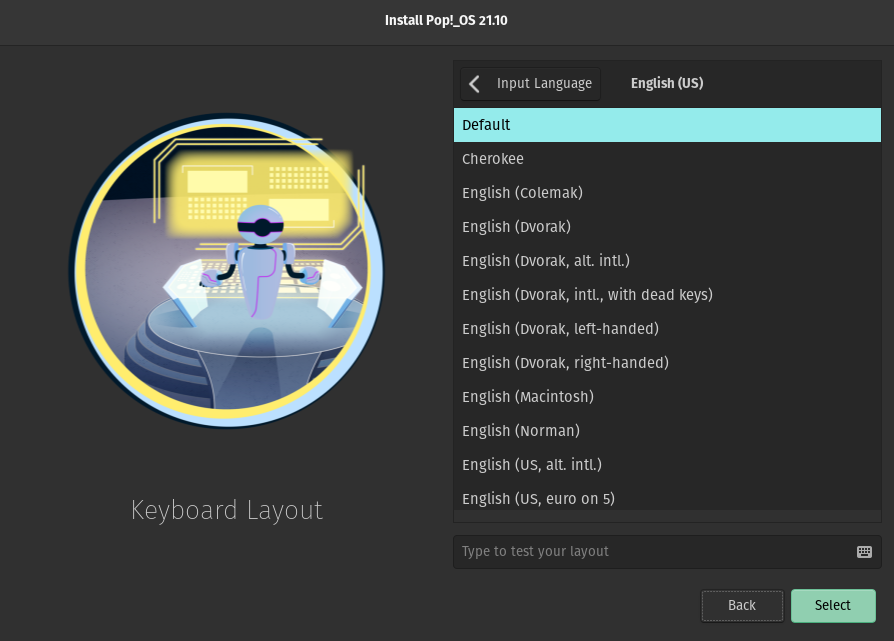 Install Pop!_OS 21.10
Input Language English (US)
Default
Cherokee
English (Colemak)
English (Dvorak)
English (Dvorak, alt. intl.)
English (Dvorak, intl., with dead keys)
English (Dvorak, left-handed)
English (Dvorak, right-handed)
English (Macintosh)
English (Norman)
English (US, alt. intl.)
English (US, euro on 5)
Keyboard Layout
Type to test your layout
Back Select